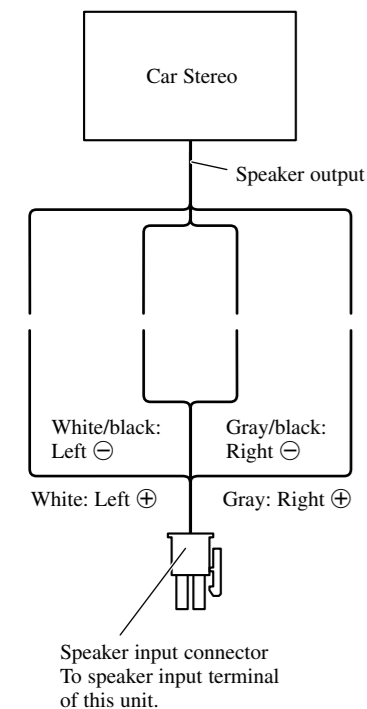 Car Stereo
Speaker output
White/black:
Left ⊖
Gray/black:
Right ⊖
White: Left ⊕
Gray: Right ⊕
Speaker input connector
To speaker input terminal
of this unit.